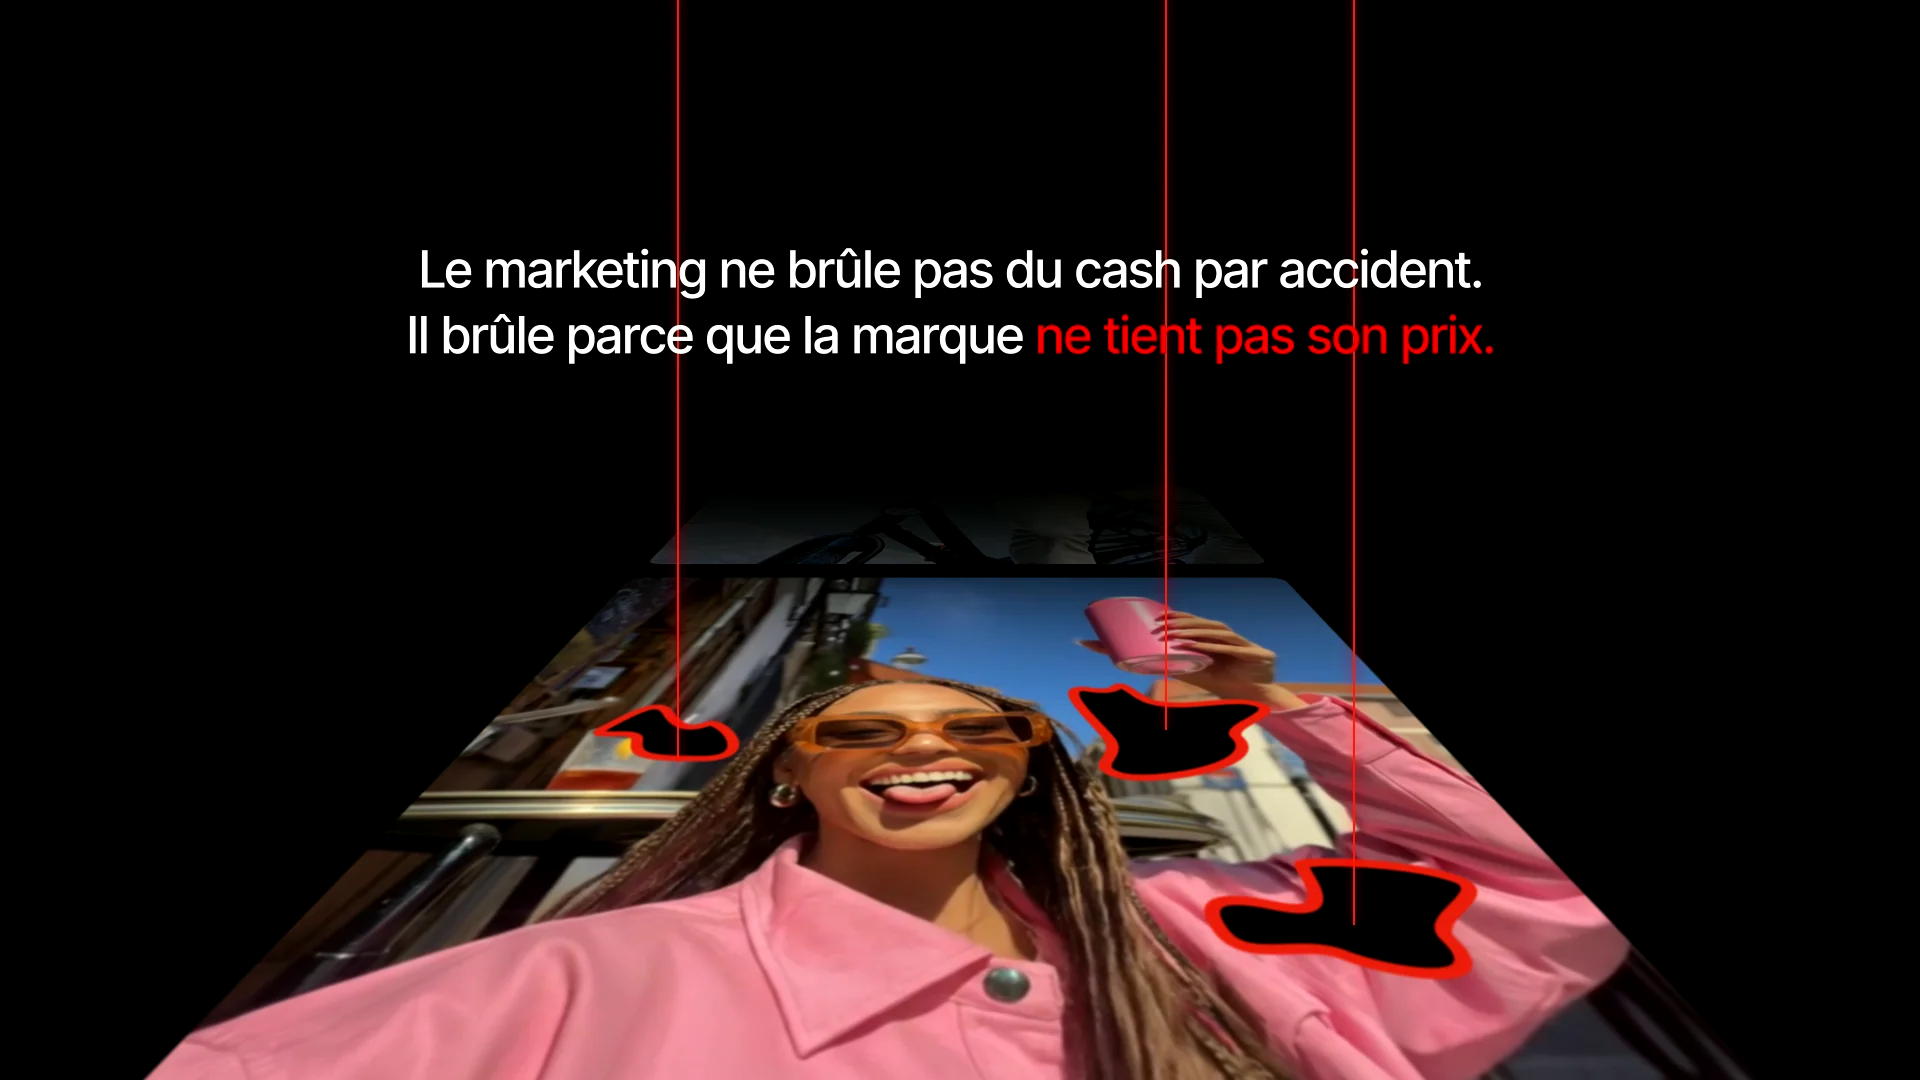 Le marketing ne brûle pas du cash par accident.
Il brûle parce que la marque ne tient pas son prix.